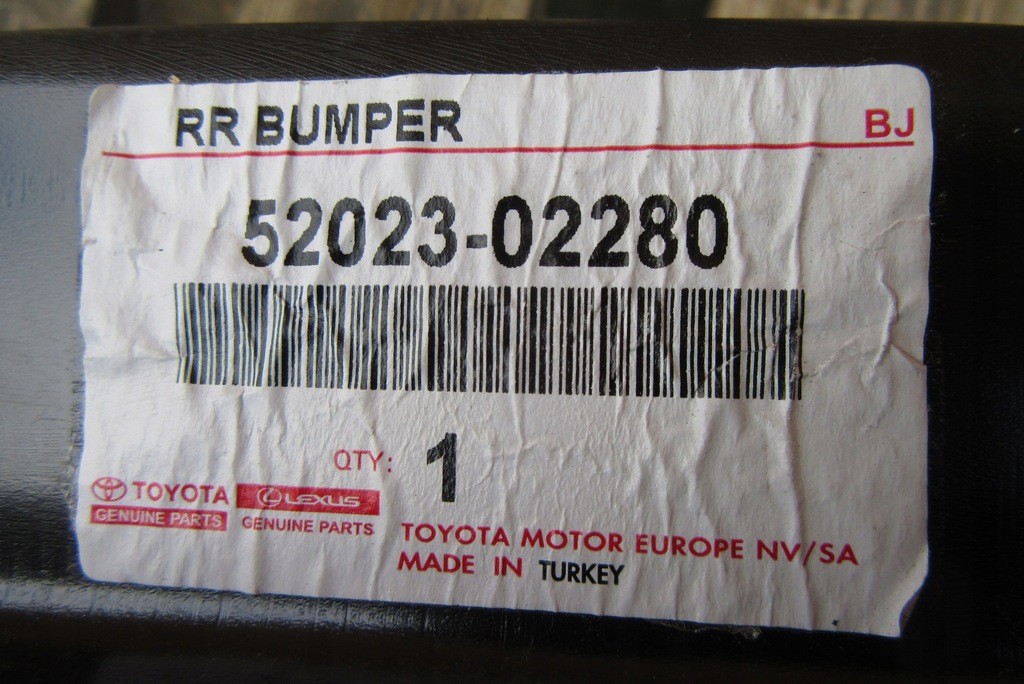 RR BUMPER BJ
52023-02280
QTY: 1
TOYOTA LEXUS
GENUINE PARTS GENUINE PARTS
TOYOTA MOTOR EUROPE NV/SA
MADE IN TURKEY